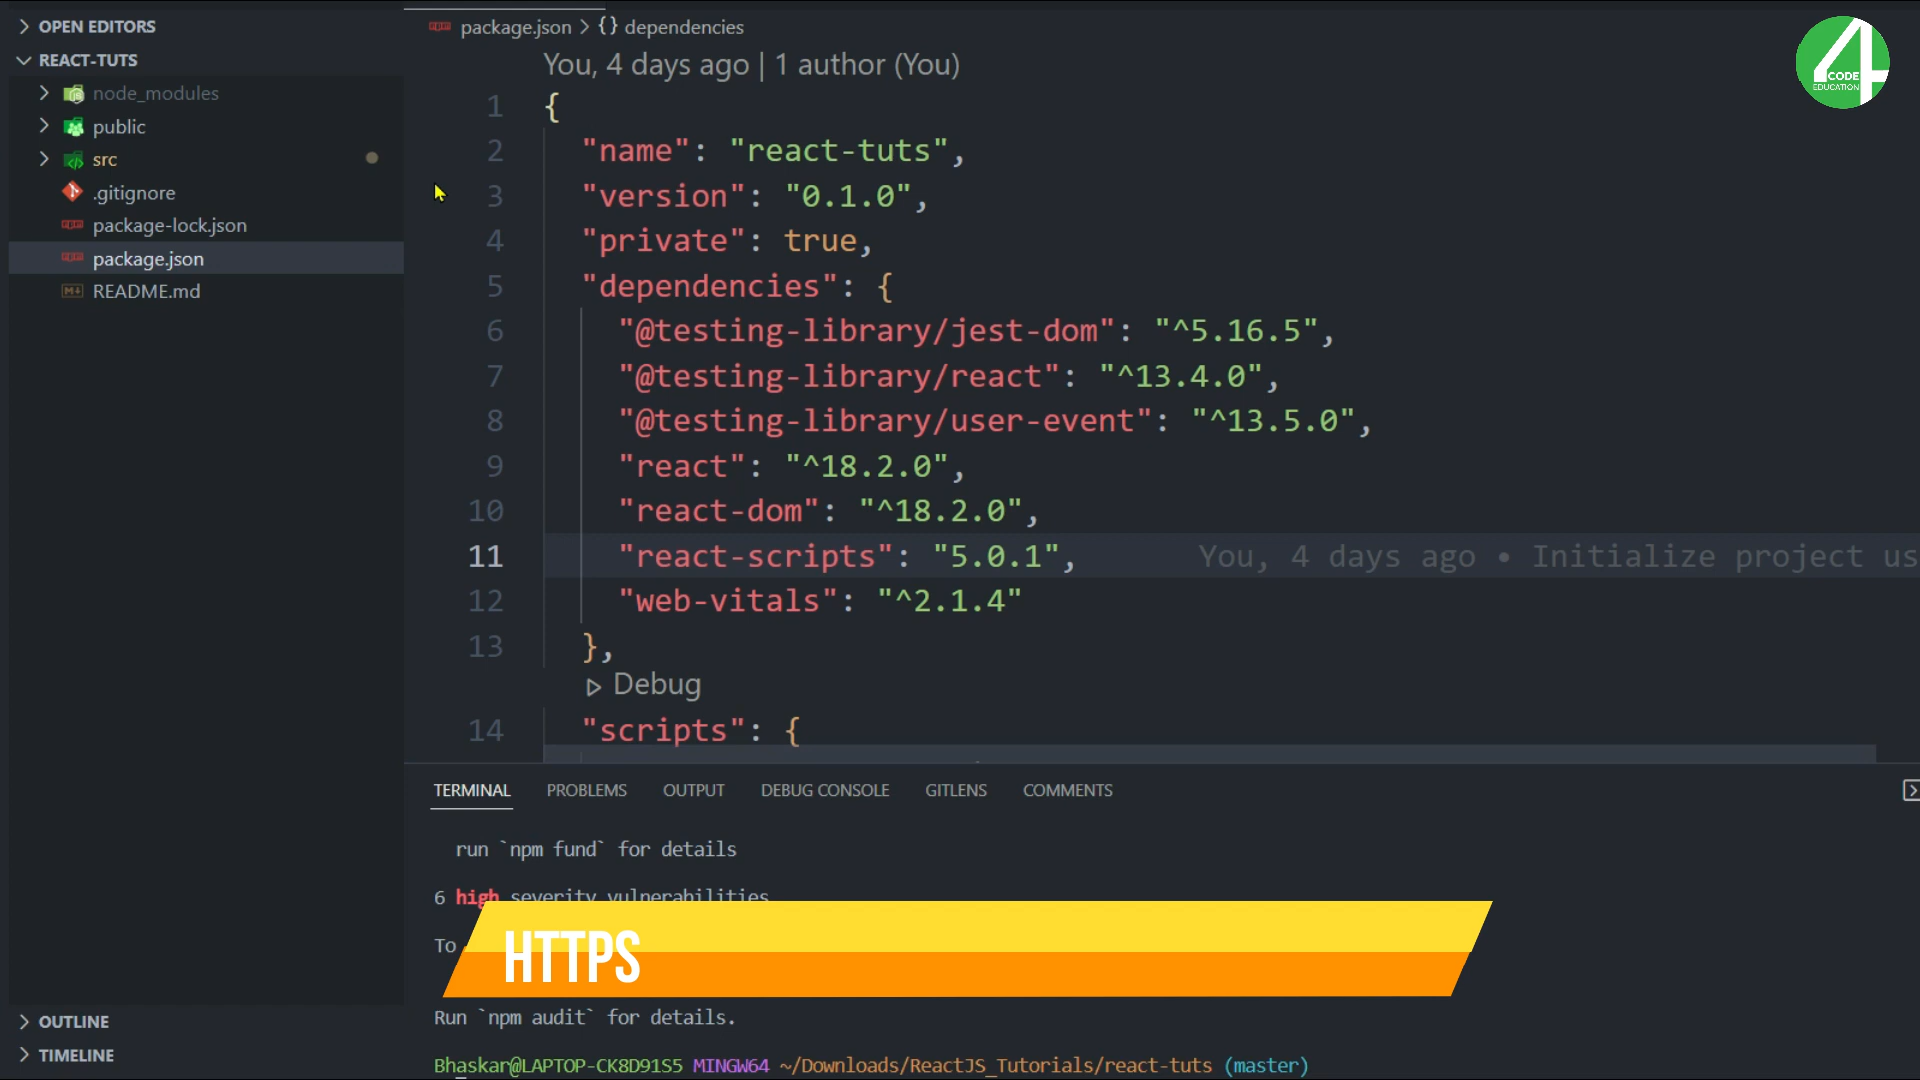 OPEN EDITORS
REACT-TUTS
node_modules
public
src
.gitignore
package-lock.json
package.json
README.md
OUTLINE
TIMELINE
package.json > {} dependencies
You, 4 days ago | 1 author (You)
1 {
2 "name": "react-tuts",
3 "version": "0.1.0",
4 "private": true,
5 "dependencies": {
6 "@testing-library/jest-dom": "^5.16.5",
7 "@testing-library/react": "^13.4.0",
8 "@testing-library/user-event": "^13.5.0",
9 "react": "^18.2.0",
10 "react-dom": "^18.2.0",
11 "react-scripts": "5.0.1", You, 4 days ago • Initialize project us
12 "web-vitals": "^2.1.4"
13 },
Debug
14 "scripts": {
4
CODE
EDUCATION
TERMINAL PROBLEMS OUTPUT DEBUG CONSOLE GITLENS COMMENTS
run `npm fund` for details
6 high severity vulnerabilities
To
HTTPS
Run `npm audit` for details.
Bhaskar@LAPTOP-CK8D91S5 MINGW64 ~/Downloads/ReactJS_Tutorials/react-tuts (master)